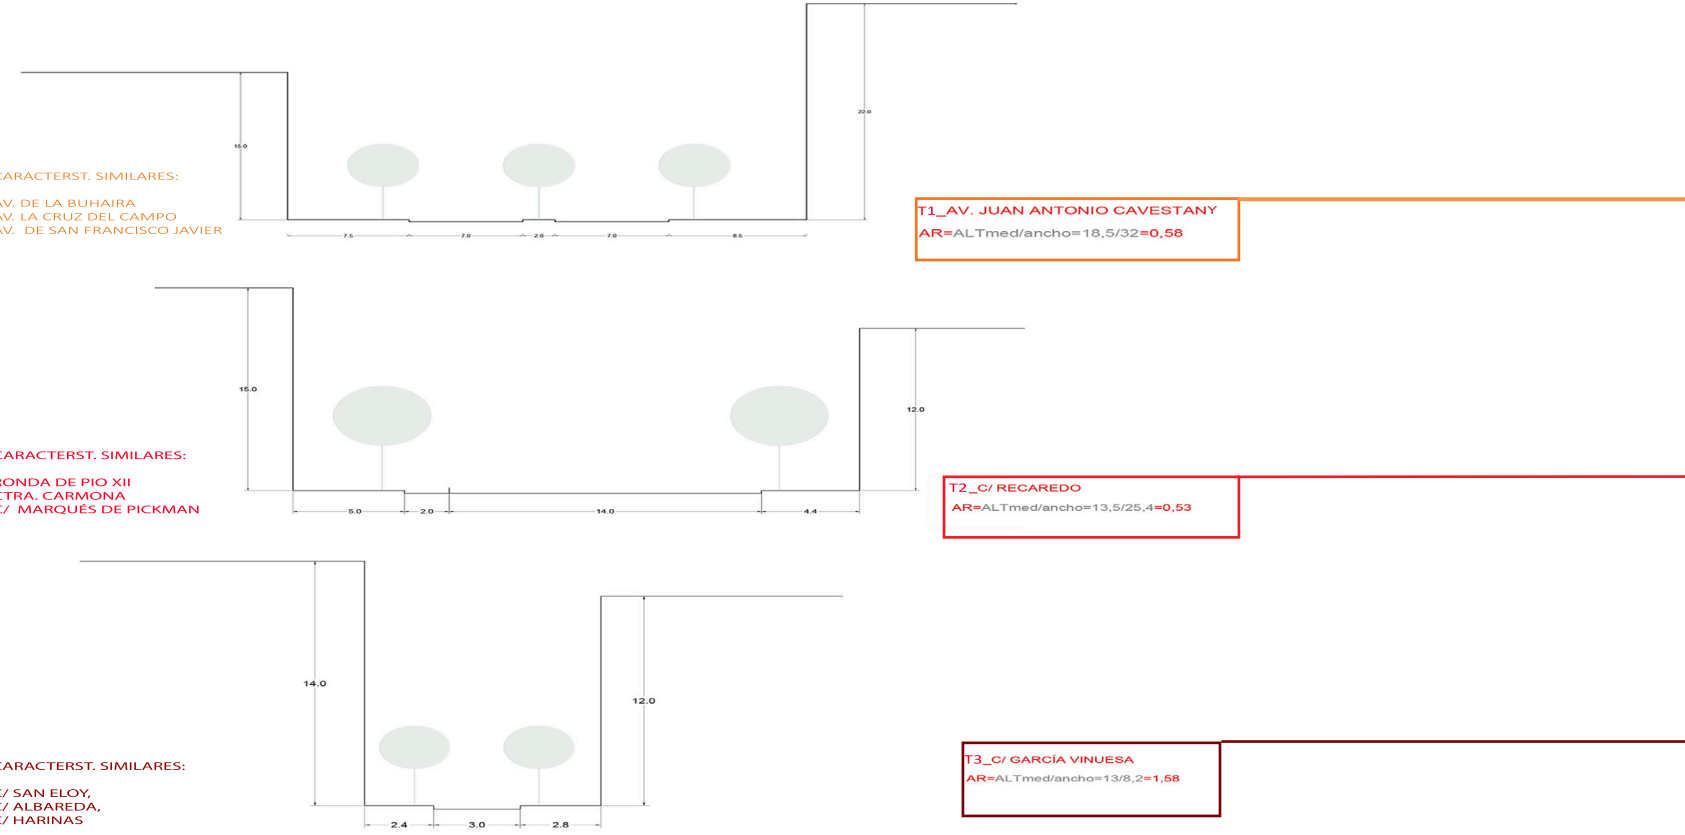 22.0
15.0
CARACTERST. SIMILARES:
AV. DE LA BUHAIRA
AV. LA CRUZ DEL CAMPO
AV. DE SAN FRANCISCO JAVIER
7.5 7.0 2.0 7.0 8.5
T1_AV. JUAN ANTONIO CAVESTANY
AR=ALTmed/ancho=18,5/32=0,58
15.0
12.0
CARACTERST. SIMILARES:
RONDA DE PIO XII
CTRA. CARMONA
C/ MARQUÉS DE PICKMAN
5.0 2.0 14.0 4.4
T2_C/ RECAREDO
AR=ALTmed/ancho=13,5/25,4=0,53
14.0
12.0
CARACTERST. SIMILARES:
C/ SAN ELOY,
C/ ALBAREDA,
C/ HARINAS
2.4 3.0 2.8
T3_C/ GARCÍA VINUESA
AR=ALTmed/ancho=13/8,2=1,58